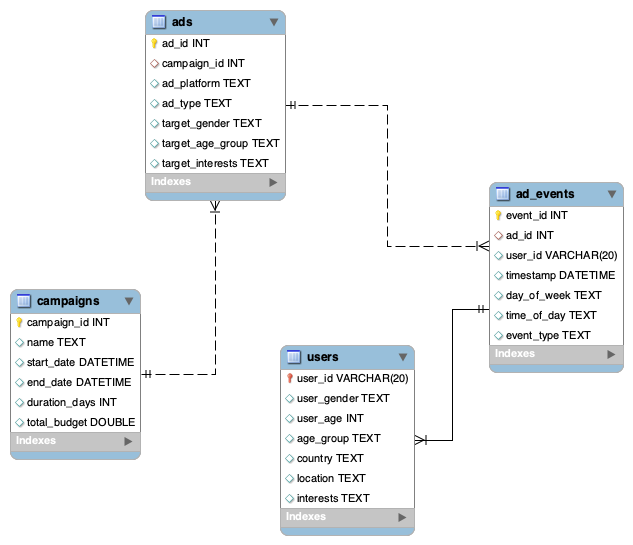 ads
ad_id INT
campaign_id INT
ad_platform TEXT
ad_type TEXT
target_gender TEXT
target_age_group TEXT
target_interests TEXT
Indexes
ad_events
event_id INT
ad_id INT
user_id VARCHAR(20)
timestamp DATETIME
day_of_week TEXT
time_of_day TEXT
event_type TEXT
Indexes
campaigns
campaign_id INT
name TEXT
start_date DATETIME
end_date DATETIME
duration_days INT
total_budget DOUBLE
Indexes
users
user_id VARCHAR(20)
user_gender TEXT
user_age INT
age_group TEXT
country TEXT
location TEXT
interests TEXT
Indexes